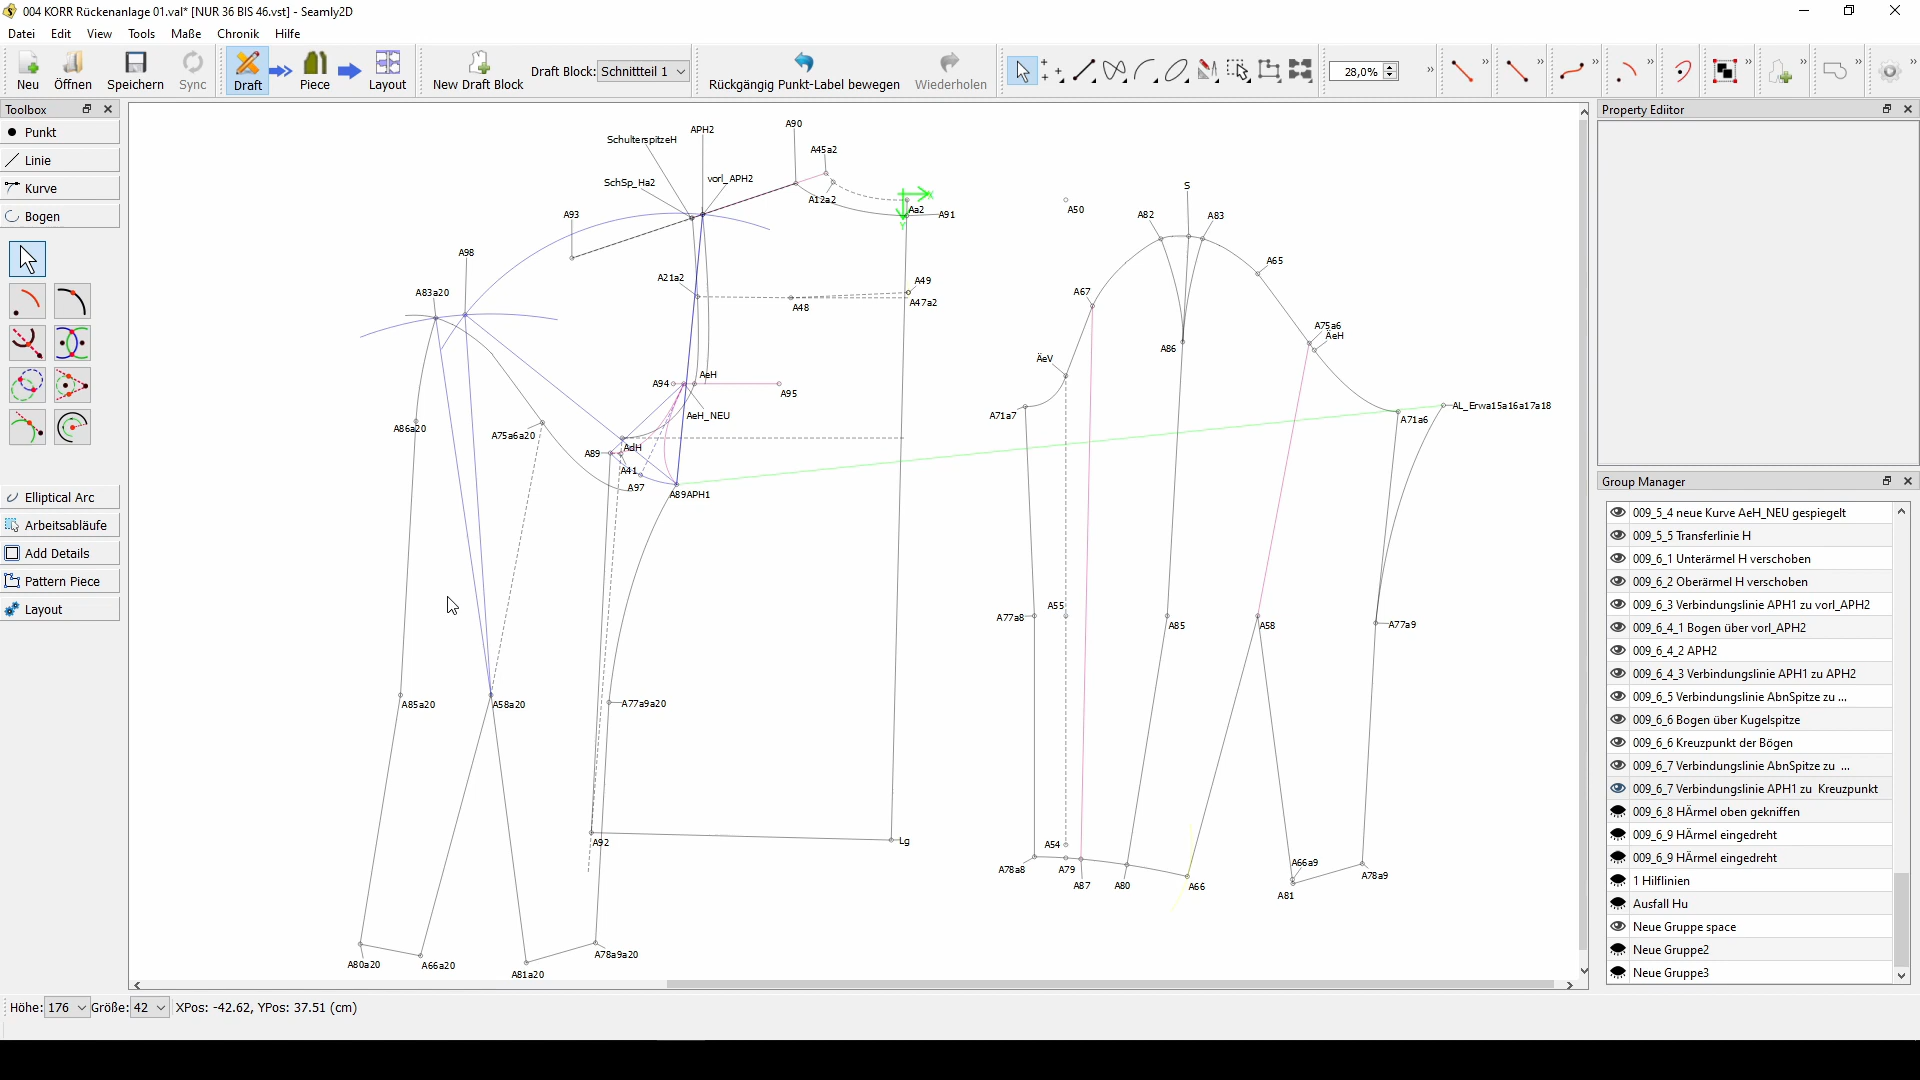 004 KORR Rückenanlage 01.val* [NUR 36 BIS 46.vst] - Seamly2D
Datei Edit View Tools Maße Chronik Hilfe
Neu Öffnen Speichern Sync Draft Piece Layout New Draft Block Draft Block: Schnittteil 1 Rückgängig Punkt-Label bewegen Wiederholen 28,0%
Toolbox
Punkt
Linie
Kurve
Bogen
Elliptical Arc
Arbeitsabläufe
Add Details
Pattern Piece
Layout
A90
APH2
SchulterspitzeH
A45a2
SchSp_Ha2
vorl_APH2
A12a2
A93
Aa2
A91
Y
X
A98
A21a2
A49
A48
A47a2
A83a20
A94
AeH
A95
AeH_NEU
A86a20
A75a6a20
A89
AdH
A41
A97
A89APH1
A85a20
A58a20
A77a9a20
A92
Lg
A80a20
A66a20
A81a20
A78a9a20
S
A50
A82
A83
A65
A67
A75a6
ÄeH
A86
ÄeV
A71a7
AL_Erwa15a16a17a18
A71a6
A55
A77a8
A85
A58
A77a9
A54
A78a8
A79
A87
A80
A66
A66a9
A81
A78a9
Property Ediitor
Group Manager
009_5_4 neue Kurve AeH_NEU gespiegelt
009_5_5 Transferlinie H
009_6_1 Unterärmel H verschoben
009_6_2 Oberärmel H verschoben
009_6_3 Verbindungslinie APH1 zu vorl_APH2
009_6_4_1 Bogen über vorl_APH2
009_6_4_2 APH2
009_6_4_3 Verbindungslinie APH1 zu APH2
009_6_5 Verbindungslinie AbnSpitze zu ...
009_6_6 Bogen über Kugelspitze
009_6_6 Kreuzpunkt der Bögen
009_6_7 Verbindungslinie AbnSpitze zu ...
009_6_7 Verbindungslinie APH1 zu Kreuzpunkt
009_6_8 HÄrmel oben gekniffen
009_6_9 HÄrmel eingedreht
009_6_9 HÄrmel eingedreht
1 Hilflinien
Ausfall Hu
Neue Gruppe space
Neue Gruppe2
Neue Gruppe3
Höhe: 176 Größe: 42 XPos: -42.62, YPos: 37.51 (cm)